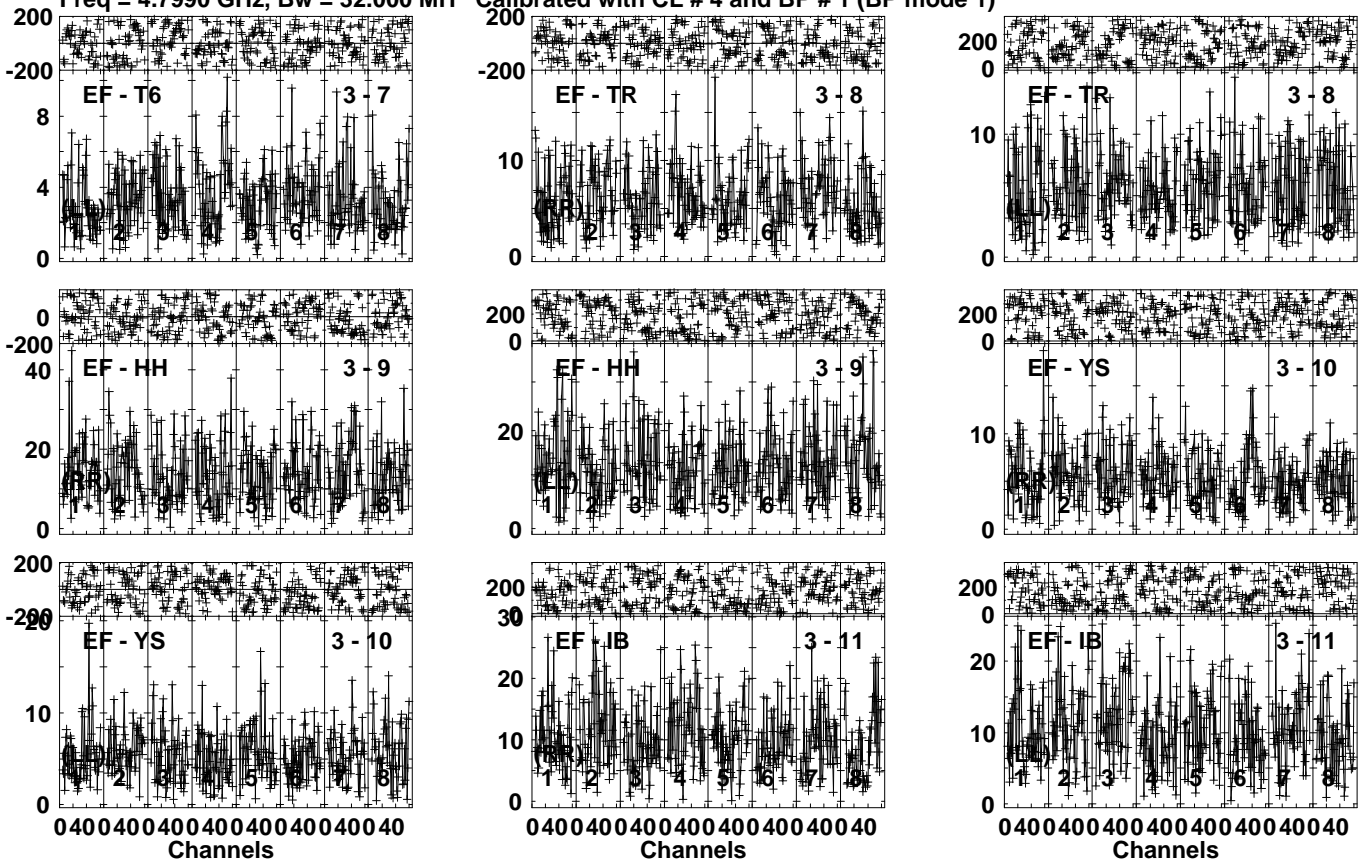 Freq = 4.7990 GHz, Bw = 32.000 MH Calibrated with CL # 4 and BP # 1 (BP mode 1)
200 200 200
-200 -200 0
EF - T6 3 - 7 EF - TR 3 - 8 EF - TR 3 - 8
8 10 10
4
(LL) (RR) (LL)
1 2 3 4 5 6 7 8 1 2 3 4 5 6 7 8 1 2 3 4 5 6 7 8
0 0 0
0 200 200
-200 0 0
EF - HH 3 - 9 EF - HH 3 - 9 EF - YS 3 - 10
40 20 10
20
(RR) (LL) (RR)
1 2 3 4 5 6 7 8 1 2 3 4 5 6 7 8 1 2 3 4 5 6 7 8
0 0 0
200 200 200
-200 0 0
20 30
EF - YS 3 - 10 EF - IB 3 - 11 EF - IB 3 - 11
10 20 20
10 10
(LL) (RR) (LL)
1 2 3 4 5 6 7 8 1 2 3 4 5 6 7 8 1 2 3 4 5 6 7 8
0 0 0
0 40 0 40 0 40 0 40 0 40 0 40 0 40 0 40 0 40 0 40 0 40 0 40 0 40 0 40 0 40 0 40 0 40 0 40 0 40 0 40 0 40 0 40 0 40 0 40
Channels Channels Channels